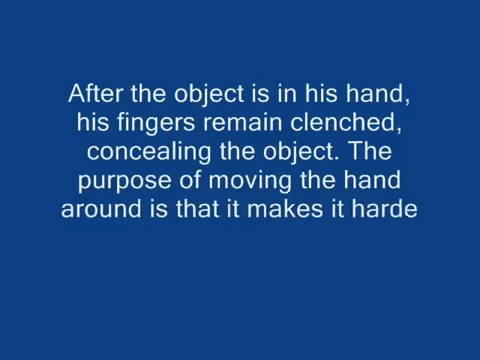 After the object is in his hand,
his fingers remain clenched,
concealing the object. The
purpose of moving the hand
around is that it makes it harde